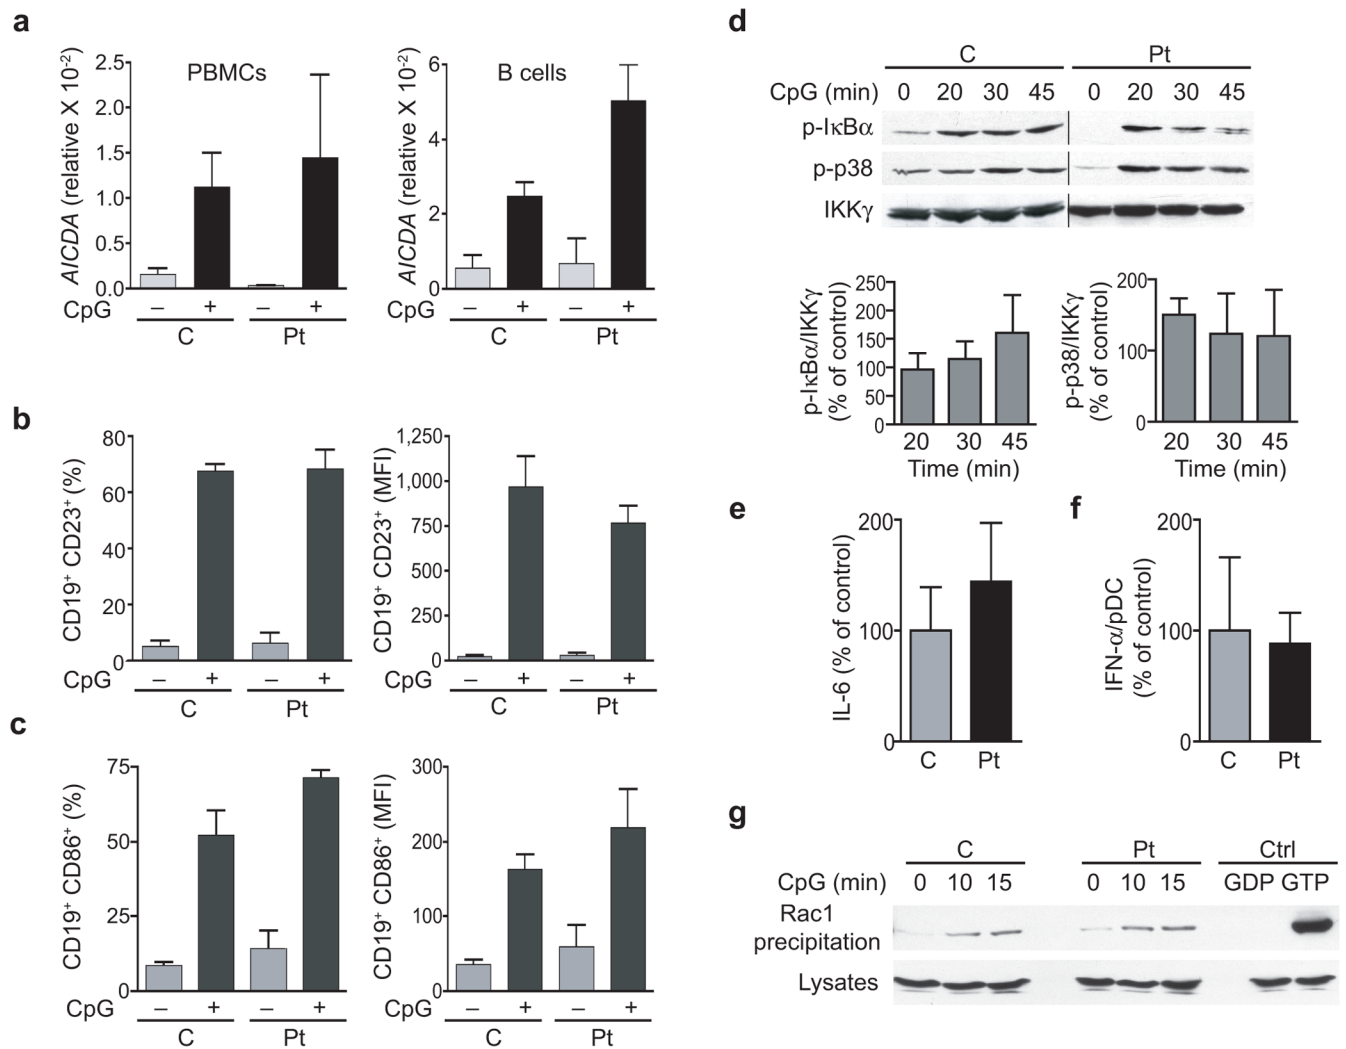 a
PBMCs
AICDA (relative X 10-2)
2.5
2.0
1.5
1.0
0.5
0.0
CpG – + – +
C Pt
B cells
AICDA (relative X 10-2)
6
4
2
0
CpG – + – +
C Pt
b
CD19+ CD23+ (%)
80
60
40
20
0
CpG – + – +
C Pt
CD19+ CD23+ (MFI)
1,250
1,000
750
500
250
0
CpG – + – +
C Pt
c
CD19+ CD86+ (%)
75
50
25
0
CpG – + – +
C Pt
CD19+ CD86+ (MFI)
300
200
100
0
CpG – + – +
C Pt
d
C Pt
CpG (min) 0 20 30 45 0 20 30 45
p-IκBα
p-p38
IKKγ
p-IκBα/IKKγ
(% of control)
250
200
150
100
50
0
20 30 45
Time (min)
p-p38/IKKγ
(% of control)
200
100
0
20 30 45
Time (min)
e
IL-6 (% of control)
200
100
0
C Pt
f
IFN-α/pDC
(% of control)
200
100
0
C Pt
g
C Pt Ctrl
CpG (min) 0 10 15 0 10 15 GDP GTP
Rac1
precipitation
Lysates